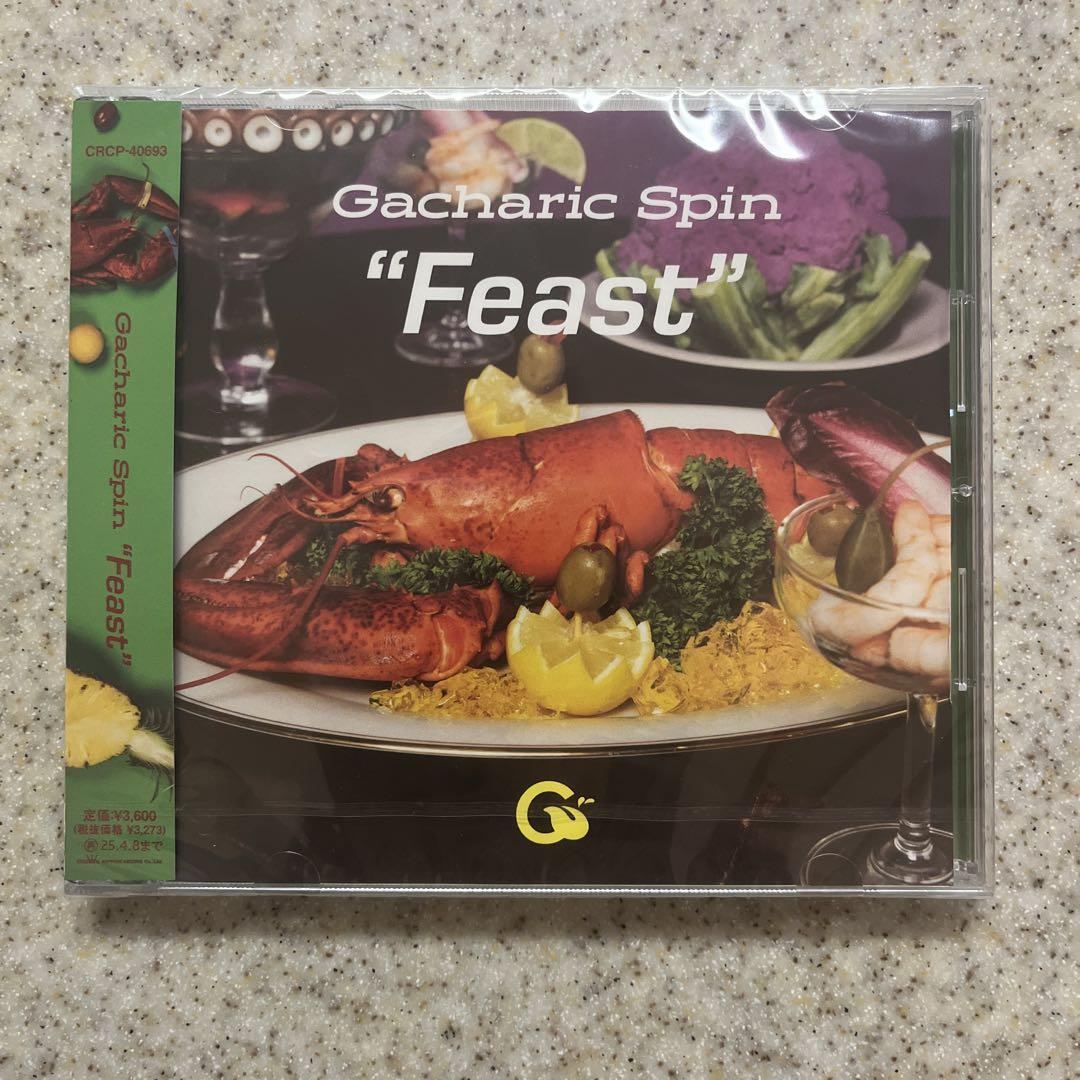 CRCP-40693
Gacharic Spin "Feast"
定価:¥3,600
(税抜価格 ¥3,273)
再 25.4.8まで
Gacharic Spin
"Feast"